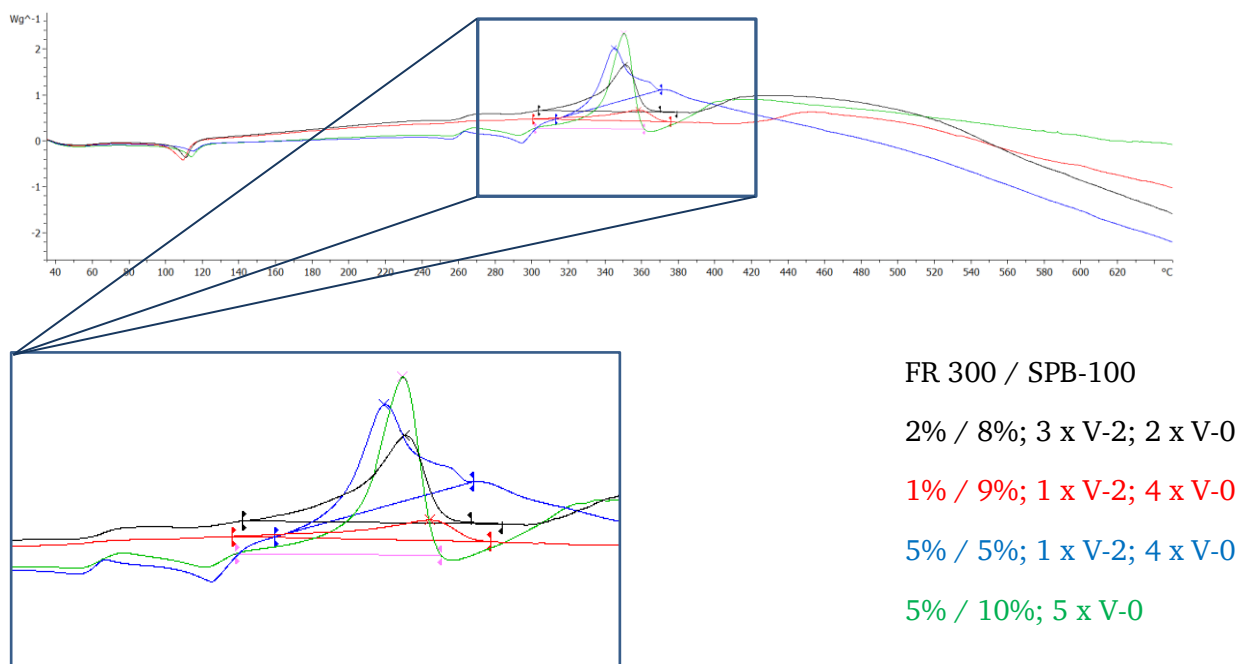 Wg^-1
2
1
0
-1
-2
40 60 80 100 120 140 160 180 200 220 240 260 280 300 320 340 360 380 400 420 440 460 480 500 520 540 560 580 600 620 °C
FR 300 / SPB-100
2% / 8%; 3 x V-2; 2 x V-0
1% / 9%; 1 x V-2; 4 x V-0
5% / 5%; 1 x V-2; 4 x V-0
5% / 10%; 5 x V-0